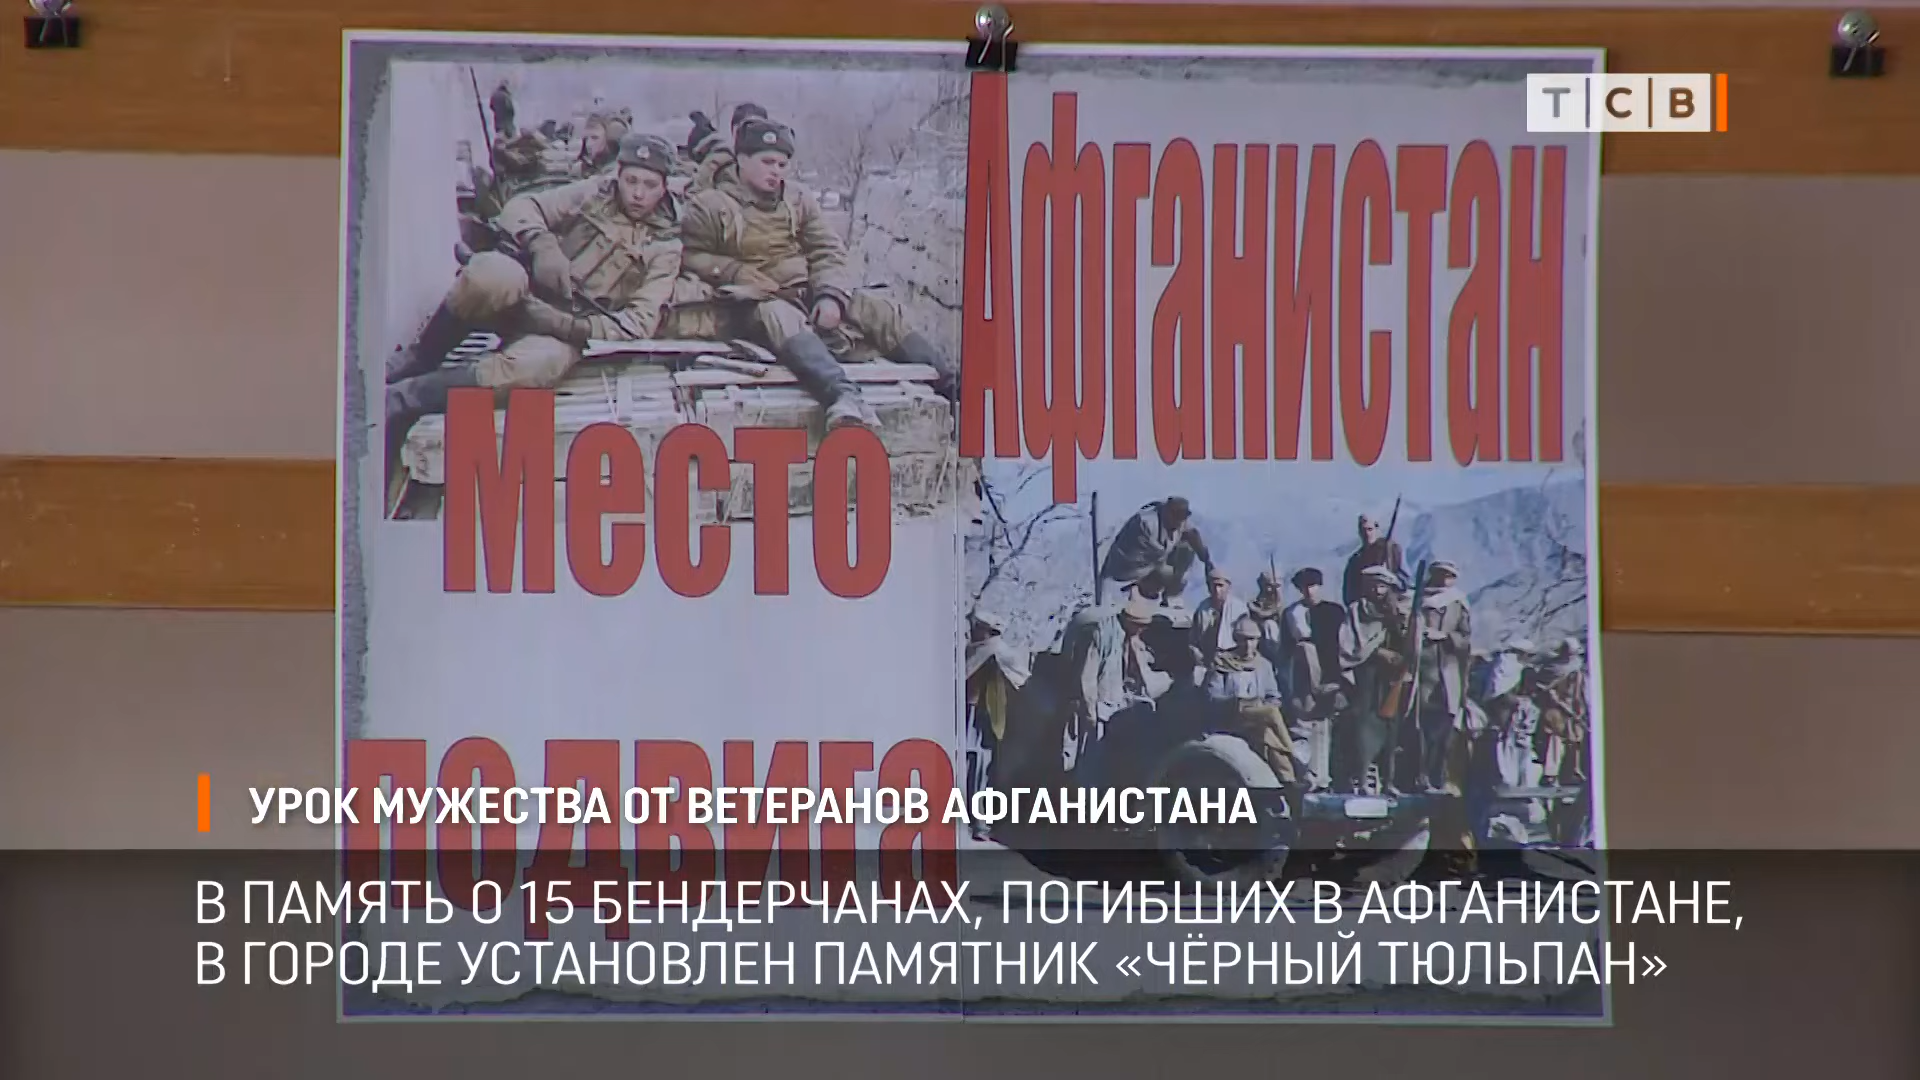 ТСВ
Афганистан
Место
подвига
УРОК МУЖЕСТВА ОТ ВЕТЕРАНОВ АФГАНИСТАНА
В ПАМЯТЬ О 15 БЕНДЕРЧАНАХ, ПОГИБШИХ В АФГАНИСТАНЕ,
В ГОРОДЕ УСТАНОВЛЕН ПАМЯТНИК «ЧЁРНЫЙ ТЮЛЬПАН»